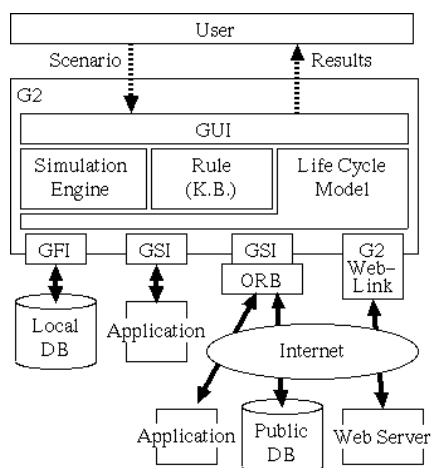 User
Scenario
Results
G2
GUI
Simulation
Engine
Rule
(K.B.)
Life Cycle
Model
GFI
GSI
GSI
G2
Web-
Link
ORB
Local
DB
Application
Internet
Application
Public
DB
Web Server